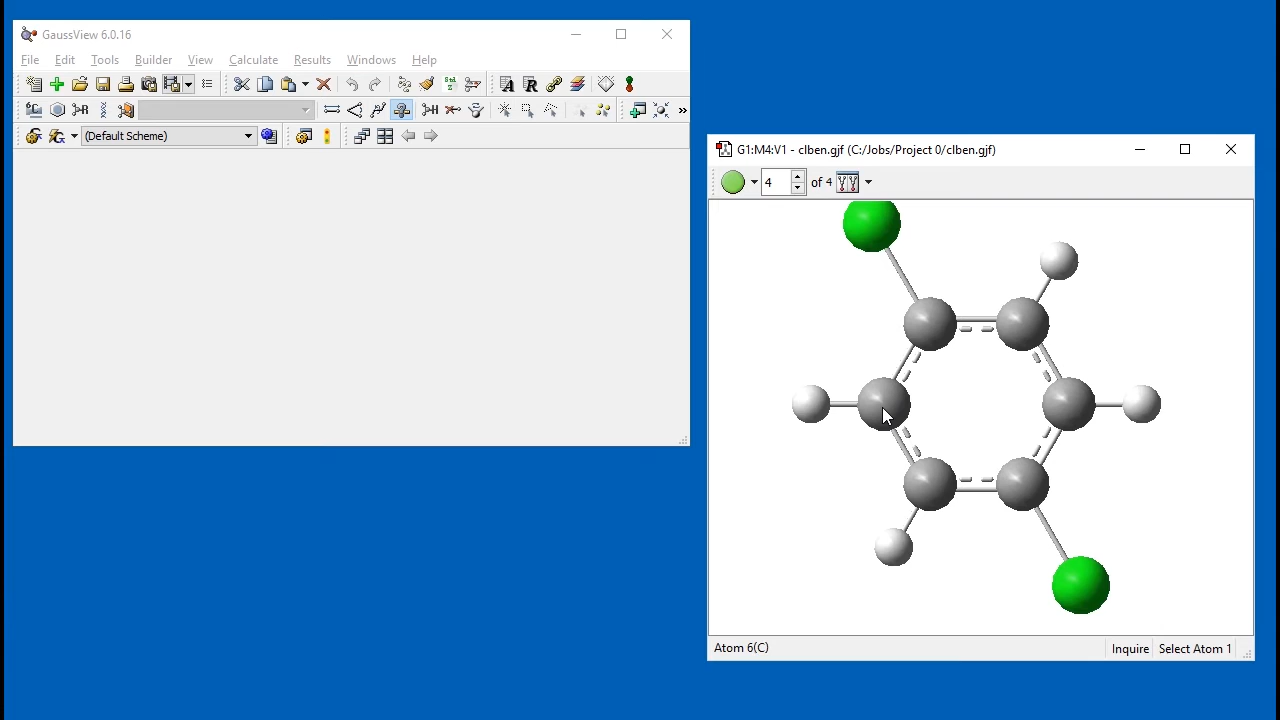 GaussView 6.0.16
File Edit Tools Builder View Calculate Results Windows Help
(Default Scheme)
G1:M4:V1 - clben.gjf (C:/Jobs/Project 0/clben.gjf)
4 of 4
Atom 6(C)
Inquire Select Atom 1